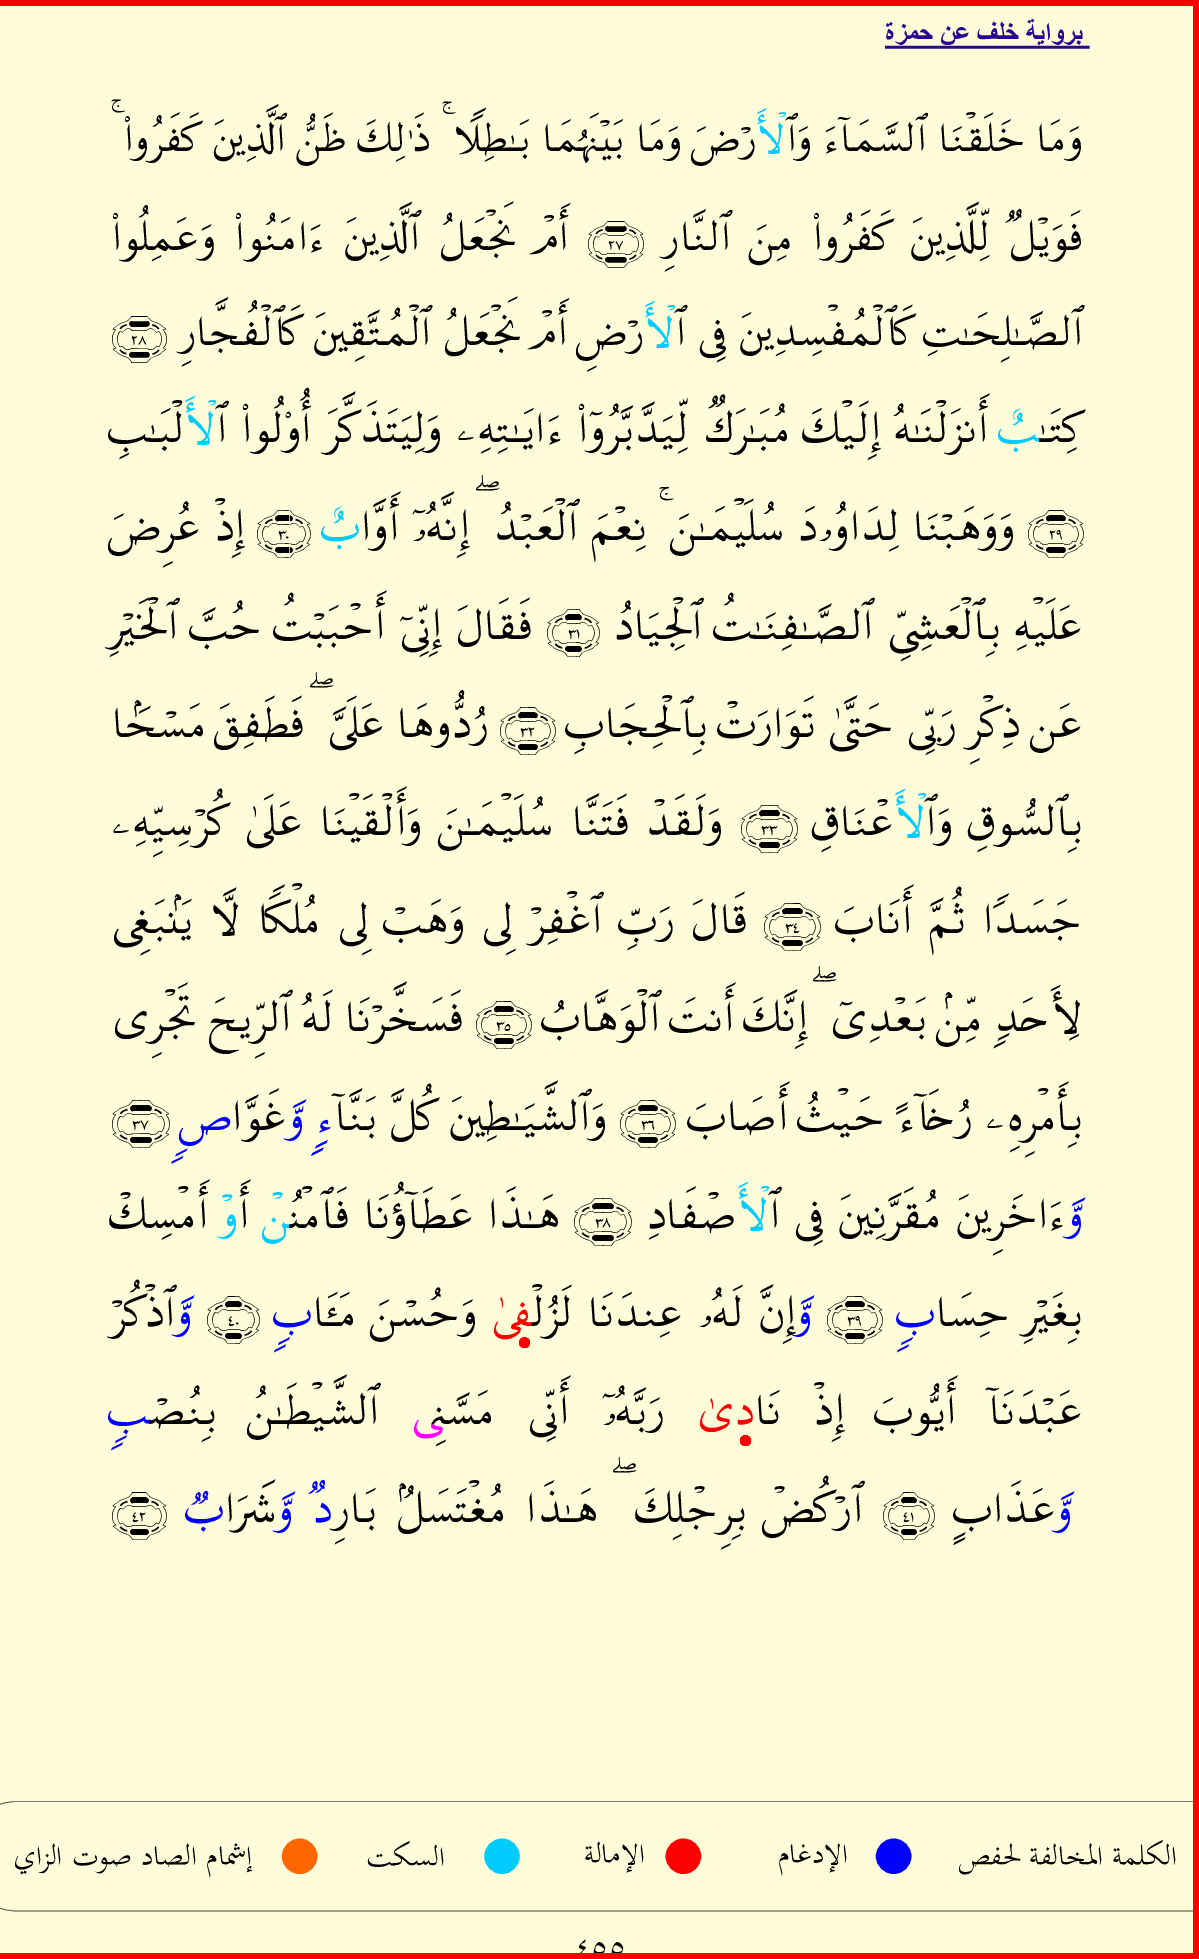 برواية خلف عن حمزة
وَمَا خَلَقۡنَا ٱلسَّمَآءَ وَٱلۡأَرۡضَ وَمَا بَيۡنَهُمَا بَٰطِلٗاۚ ذَٰلِكَ ظَنُّ ٱلَّذِينَ كَفَرُواْۚ
فَوَيۡلٞ لِّلَّذِينَ كَفَرُواْ مِنَ ٱلنَّارِ ٢٧ أَمۡ نَجۡعَلُ ٱلَّذِينَ ءَامَنُواْ وَعَمِلُواْ
ٱلصَّٰلِحَٰتِ كَٱلۡمُفۡسِدِينَ فِي ٱلۡأَرۡضِ أَمۡ نَجۡعَلُ ٱلۡمُتَّقِينَ كَٱلۡفُجَّارِ ٢٨
كِتَٰبٌ أَنزَلۡنَٰهُ إِلَيۡكَ مُبَٰرَكٞ لِّيَدَّبَّرُوٓاْ ءَايَٰتِهِۦ وَلِيَتَذَكَّرَ أُوْلُواْ ٱلۡأَلۡبَٰبِ
٢٩ وَوَهَبۡنَا لِدَاوُۥدَ سُلَيۡمَٰنَۚ نِعۡمَ ٱلۡعَبۡدُۖ إِنَّهُۥٓ أَوَّابٌ ٣٠ إِذۡ عُرِضَ
عَلَيۡهِ بِٱلۡعَشِيِّ ٱلصَّٰفِنَٰتُ ٱلۡجِيَادُ ٣١ فَقَالَ إِنِّيٓ أَحۡبَبۡتُ حُبَّ ٱلۡخَيۡرِ
عَن ذِكۡرِ رَبِّي حَتَّىٰ تَوَارَتۡ بِٱلۡحِجَابِ ٣٢ رُدُّوهَا عَلَيَّۖ فَطَفِقَ مَسۡحَۢا
بِٱلسُّوقِ وَٱلۡأَعۡنَاقِ ٣٣ وَلَقَدۡ فَتَنَّا سُلَيۡمَٰنَ وَأَلۡقَيۡنَا عَلَىٰ كُرۡسِيِّهِۦ
جَسَدٗا ثُمَّ أَنَابَ ٣٤ قَالَ رَبِّ ٱغۡفِرۡ لِي وَهَبۡ لِي مُلۡكٗا لَّا يَنۢبَغِي
لِأَحَدٖ مِّنۢ بَعۡدِيٓۖ إِنَّكَ أَنتَ ٱلۡوَهَّابُ ٣٥ فَسَخَّرۡنَا لَهُ ٱلرِّيحَ تَجۡرِي
بِأَمۡرِهِۦ رُخَآءً حَيۡثُ أَصَابَ ٣٦ وَٱلشَّيَٰطِينَ كُلَّ بَنَّآءٖ وَّغَوَّاصٖ ٣٧
وَّءَاخَرِينَ مُقَرَّنِينَ فِي ٱلۡأَصۡفَادِ ٣٨ هَٰذَا عَطَآؤُنَا فَٱمۡنُنۡ أَوۡ أَمۡسِكۡ
بِغَيۡرِ حِسَابٖ ٣٩ وَّإِنَّ لَهُۥ عِندَنَا لَزُلۡفىٰ وَحُسۡنَ مَـَٔابٖ ٤٠ وَّٱذۡكُرۡ
عَبۡدَنَآ أَيُّوبَ إِذۡ نَادىٰ رَبَّهُۥٓ أَنِّي مَسَّنِي ٱلشَّيۡطَٰنُ بِنُصۡبٖ
وَّعَذَابٍ ٤١ ٱرۡكُضۡ بِرِجۡلِكَۖ هَٰذَا مُغۡتَسَلُۢ بَارِدٞ وَّشَرَابٞ ٤٢
الكلمة المخالفة لحفص الإدغام الإمالة السكت إشمام الصاد صوت الزاي
٤٥٥